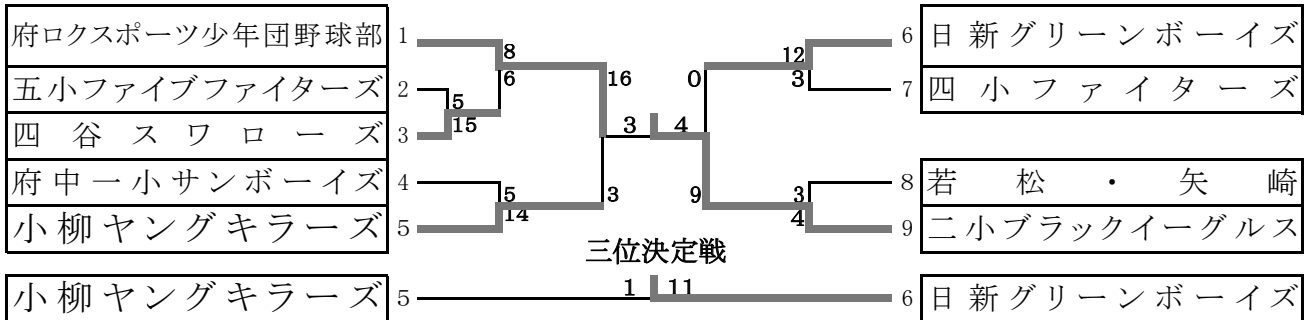 府ロクスポーツ少年団野球部 1
8
6 日新グリーンボーイズ
12
6
16
0
3
五小ファイブファイターズ 2
7 四小ファイターズ
5
15
四谷スワローズ 3
3 4
府中一小サンボーイズ 4
8 若松・矢崎
5
14
3
9
3
4
小柳ヤングキラーズ 5
9 二小ブラックイーグルス
三位決定戦
小柳ヤングキラーズ 5
1 11
6 日新グリーンボーイズ